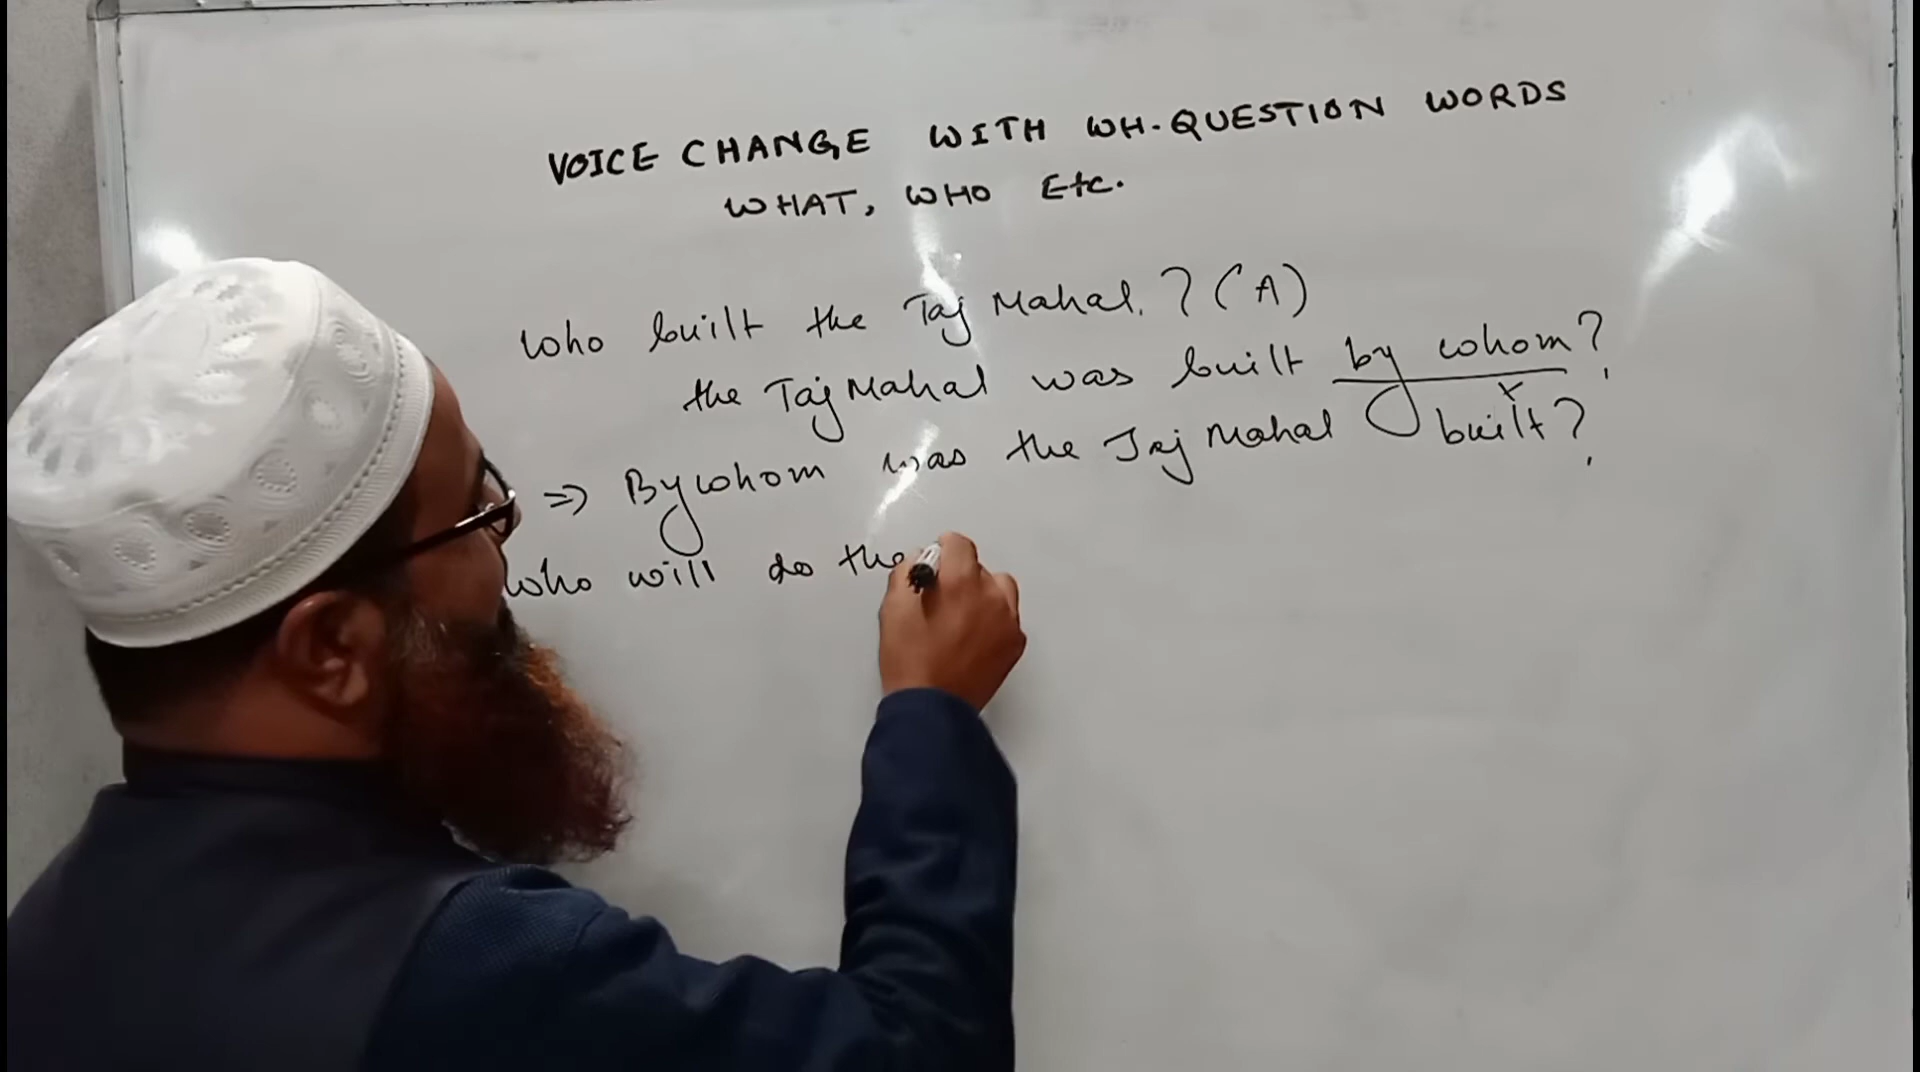 VOICE CHANGE WITH WH-QUESTION WORDS
WHAT, WHO Etc.
Who built the Taj Mahal. ? (A)
the Taj Mahal was built by whom?
x
=> By whom was the Taj Mahal built?
Who will do the